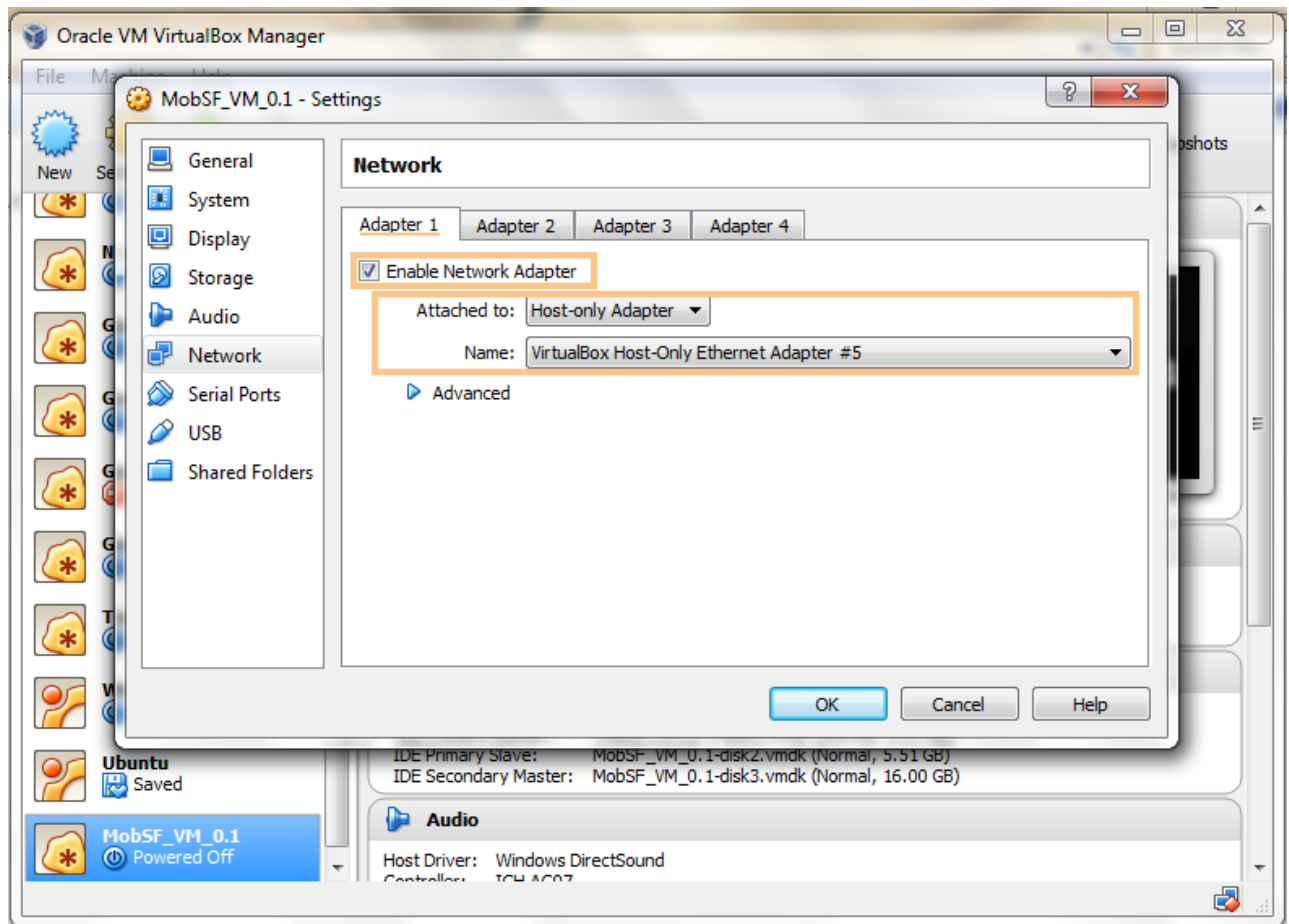 Oracle VM VirtualBox Manager
File
MobSF_VM_0.1 - Settings
New
General
System
Display
Storage
Audio
Network
Serial Ports
USB
Shared Folders
Network
Adapter 1 Adapter 2 Adapter 3 Adapter 4
Enable Network Adapter
Attached to: Host-only Adapter
Name: VirtualBox Host-Only Ethernet Adapter #5
Advanced
OK Cancel Help
Ubuntu
Saved
MobSF_VM_0.1
Powered Off
IDE Primary Slave: MobSF_VM_0.1-disk2.vmdk (Normal, 5.51 GB)
IDE Secondary Master: MobSF_VM_0.1-disk3.vmdk (Normal, 16.00 GB)
Audio
Host Driver: Windows DirectSound
Controller: ICH AC97